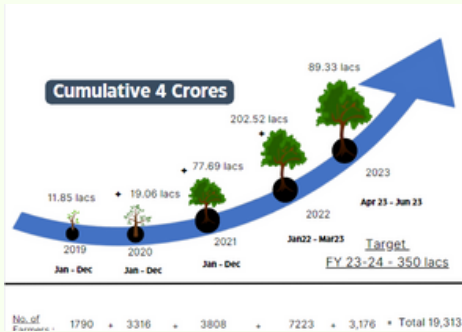 Cumulative 4 Crores
11.85 lacs
+ 19.06 lacs
+ 77.69 lacs
+ 202.52 lacs
89.33 lacs
2019
Jan - Dec
2020
Jan - Dec
2021
Jan - Dec
2022
Jan22 - Mar23
2023
Apr 23 - Jun 23
Target
FY 23-24 - 350 lacs
No. of
Farmers : 1790 + 3316 + 3808 + 7223 + 3,176 * Total 19,313